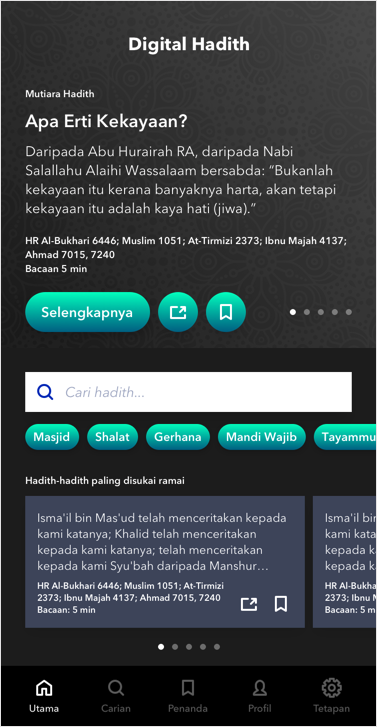 Digital Hadith
Mutiara Hadith
Apa Erti Kekayaan?
Daripada Abu Hurairah RA, daripada Nabi
Salallahu Alaihi Wassalaam bersabda: “Bukanlah
kekayaan itu kerana banyaknya harta, akan tetapi
kekayaan itu adalah kaya hati (jiwa).”
HR Al-Bukhari 6446; Muslim 1051; At-Tirmizi 2373; Ibnu Majah 4137;
Ahmad 7015, 7240
Bacaan 5 min
Selengkapnya
Cari hadith...
Masjid Shalat Gerhana Mandi Wajib Tayammu
Hadith-hadith paling disukai ramai
Isma'il bin Mas'ud telah menceritakan kepada
kami katanya; Khalid telah menceritakan
kepada kami katanya; telah menceritakan
kepada kami Syu'bah daripada Manshur...
HR Al-Bukhari 6446; Muslim 1051; At-Tirmizi
2373; Ibnu Majah 4137; Ahmad 7015, 7240
Bacaan: 5 min
Isma'il bin
kami katan
kepada ka
kepada ka
HR Al-Bukha
2373; Ibnu M
Bacaan: 5 m
Utama Carian Penanda Profil Tetapan